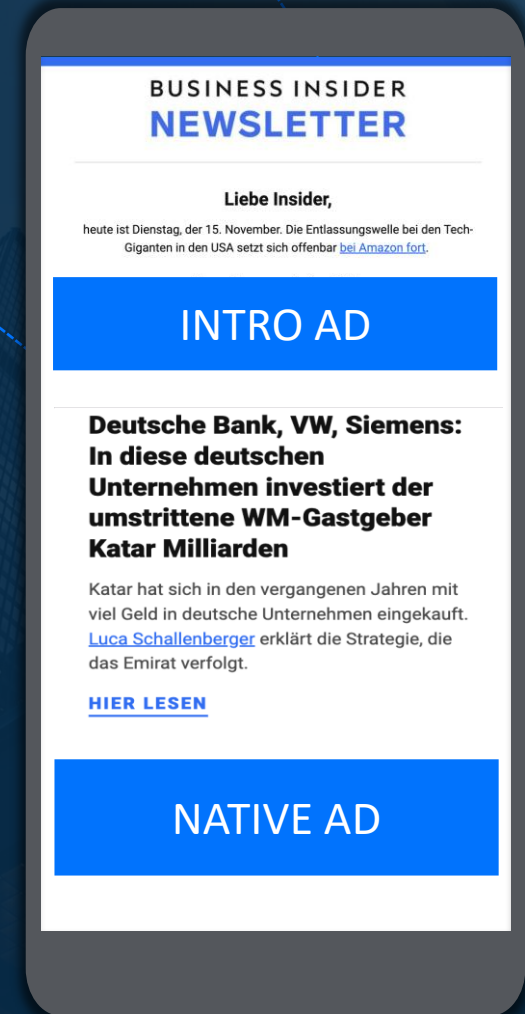 BUSINESS INSIDER
NEWSLETTER
Liebe Insider,
heute ist Dienstag, der 15. November. Die Entlassungswelle bei den Tech-
Giganten in den USA setzt sich offenbar bei Amazon fort.
INTRO AD
Deutsche Bank, VW, Siemens:
In diese deutschen
Unternehmen investiert der
umstrittene WM-Gastgeber
Katar Milliarden
Katar hat sich in den vergangenen Jahren mit
viel Geld in deutsche Unternehmen eingekauft.
Luca Schallenberger erklärt die Strategie, die
das Emirat verfolgt.
HIER LESEN
NATIVE AD